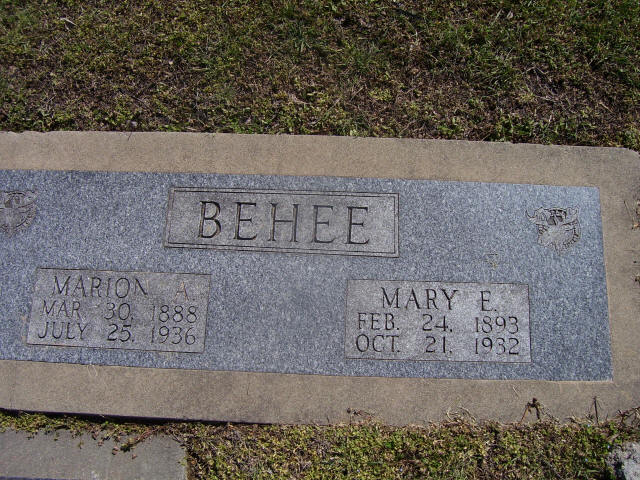 BEHEE
MARION A.
MAR. 30, 1888
JULY 25, 1936
MARY E.
FEB. 24, 1893
OCT. 21, 1932